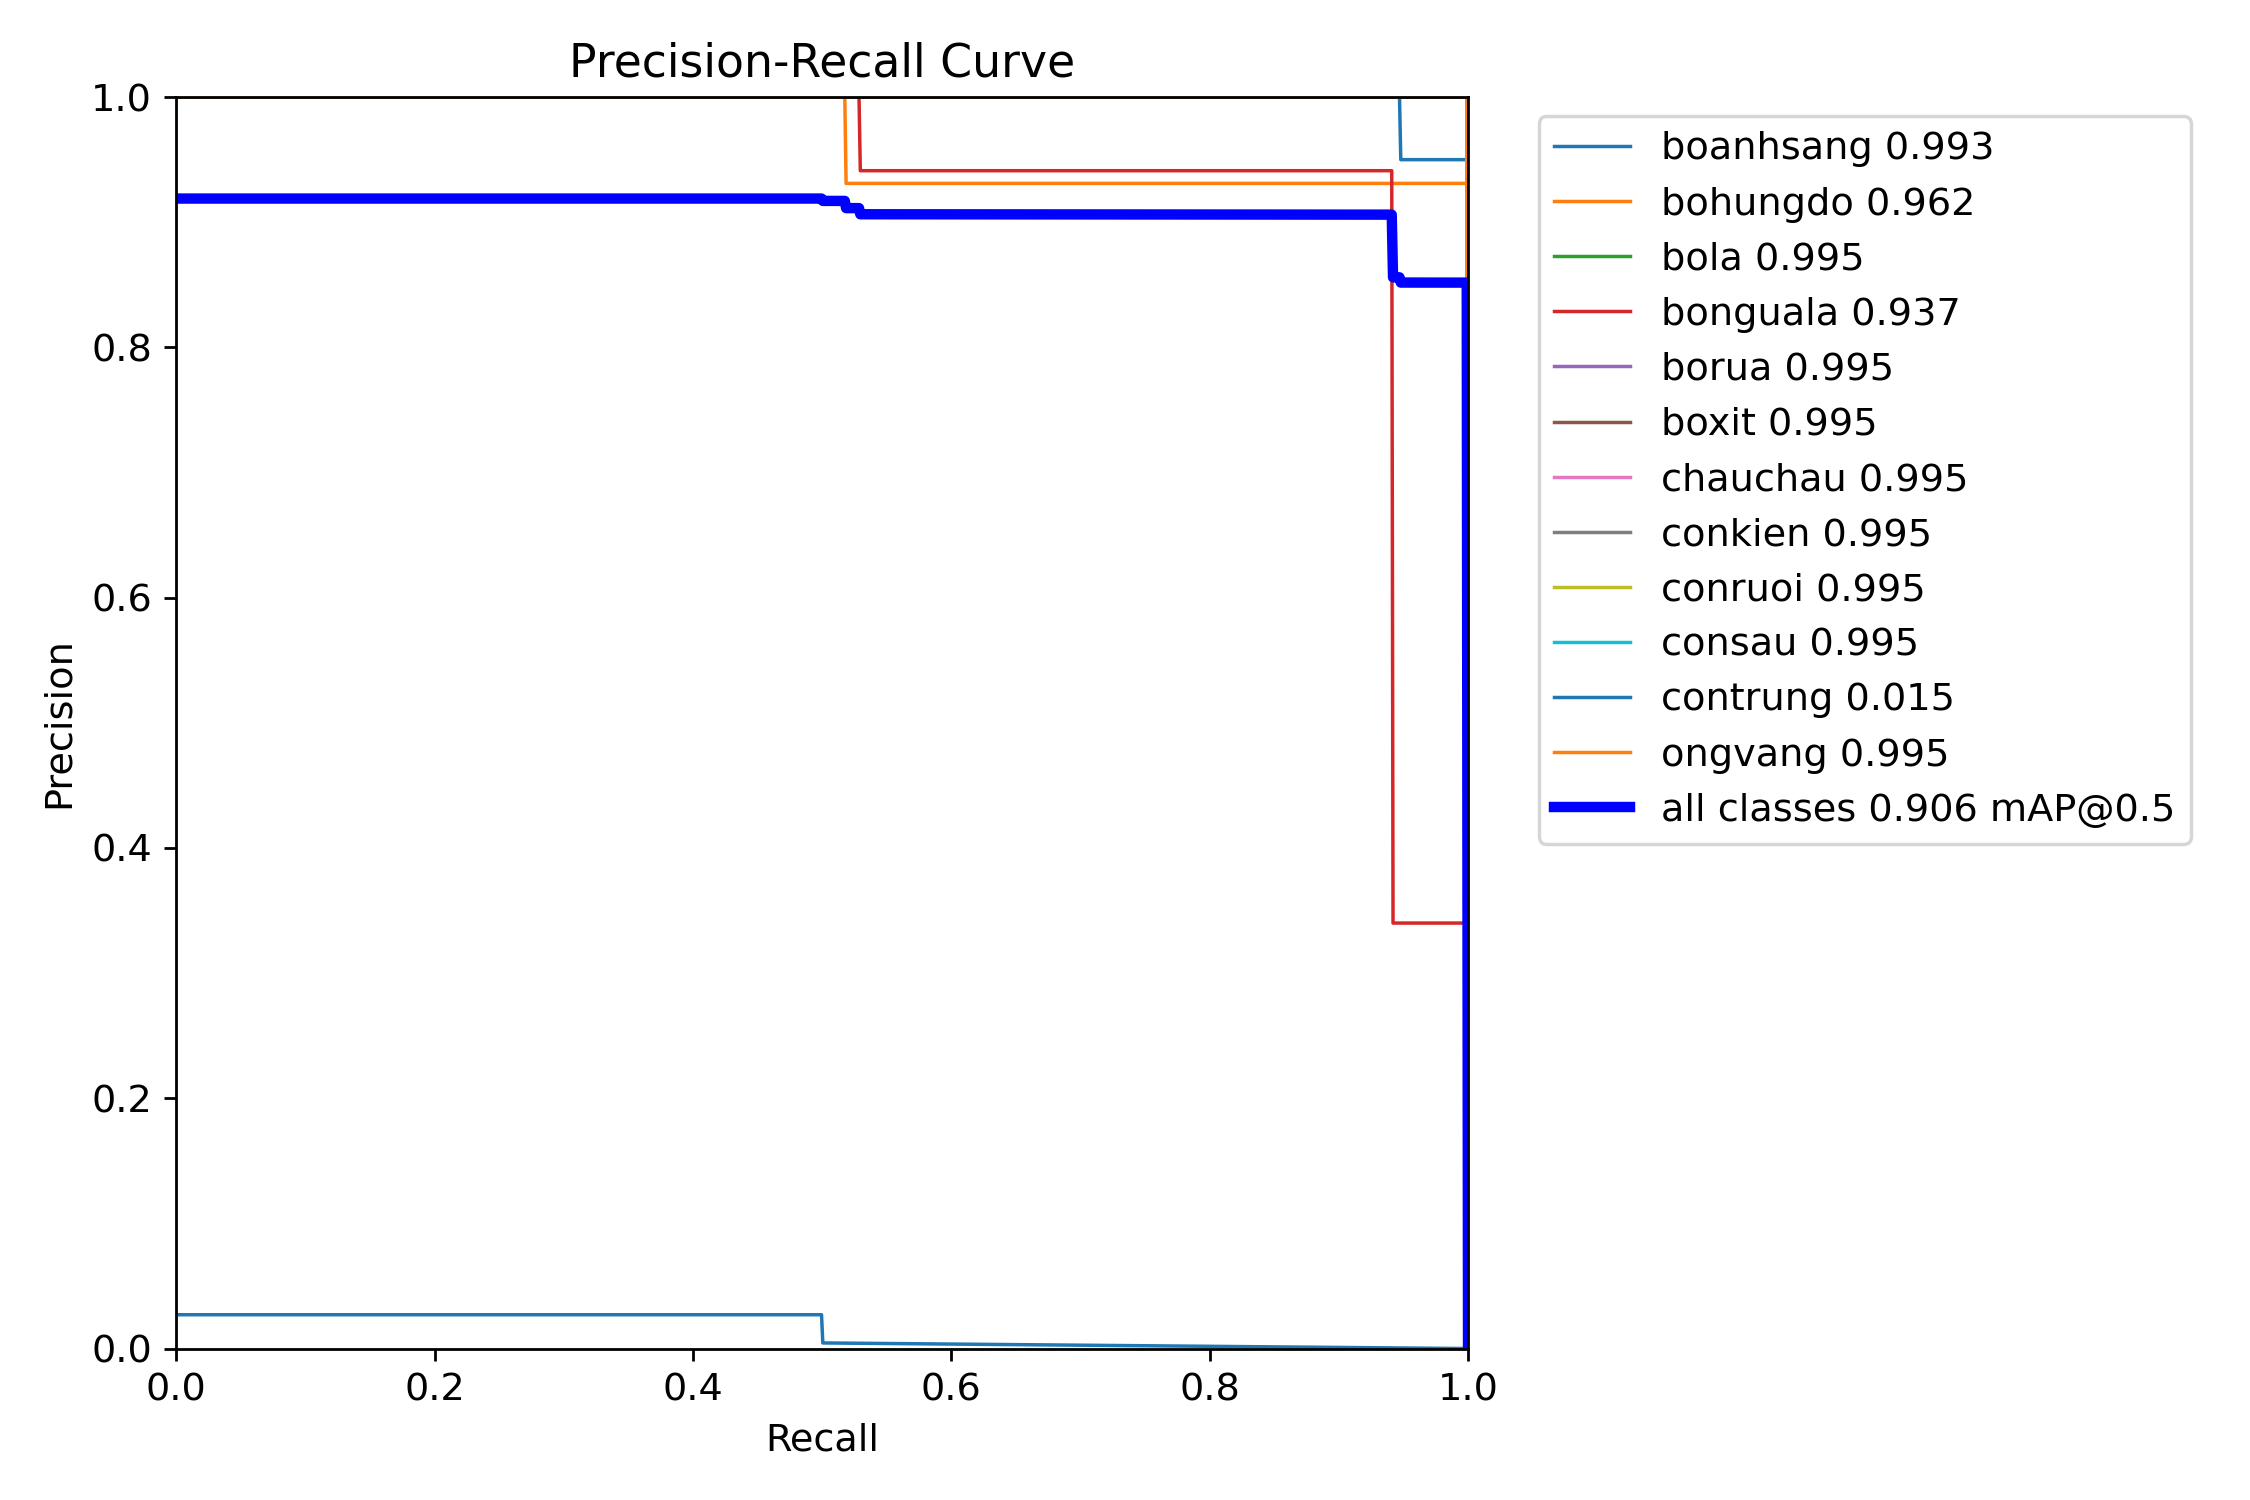 Precision-Recall Curve
1.0
0.8
0.6
0.4
0.2
0.0
Precision
0.0 0.2 0.4 0.6 0.8 1.0
Recall
boanhsang 0.993
bohungdo 0.962
bola 0.995
bonguala 0.937
borua 0.995
boxit 0.995
chauchau 0.995
conkien 0.995
conruoi 0.995
consau 0.995
contrung 0.015
ongvang 0.995
all classes 0.906 mAP@0.5